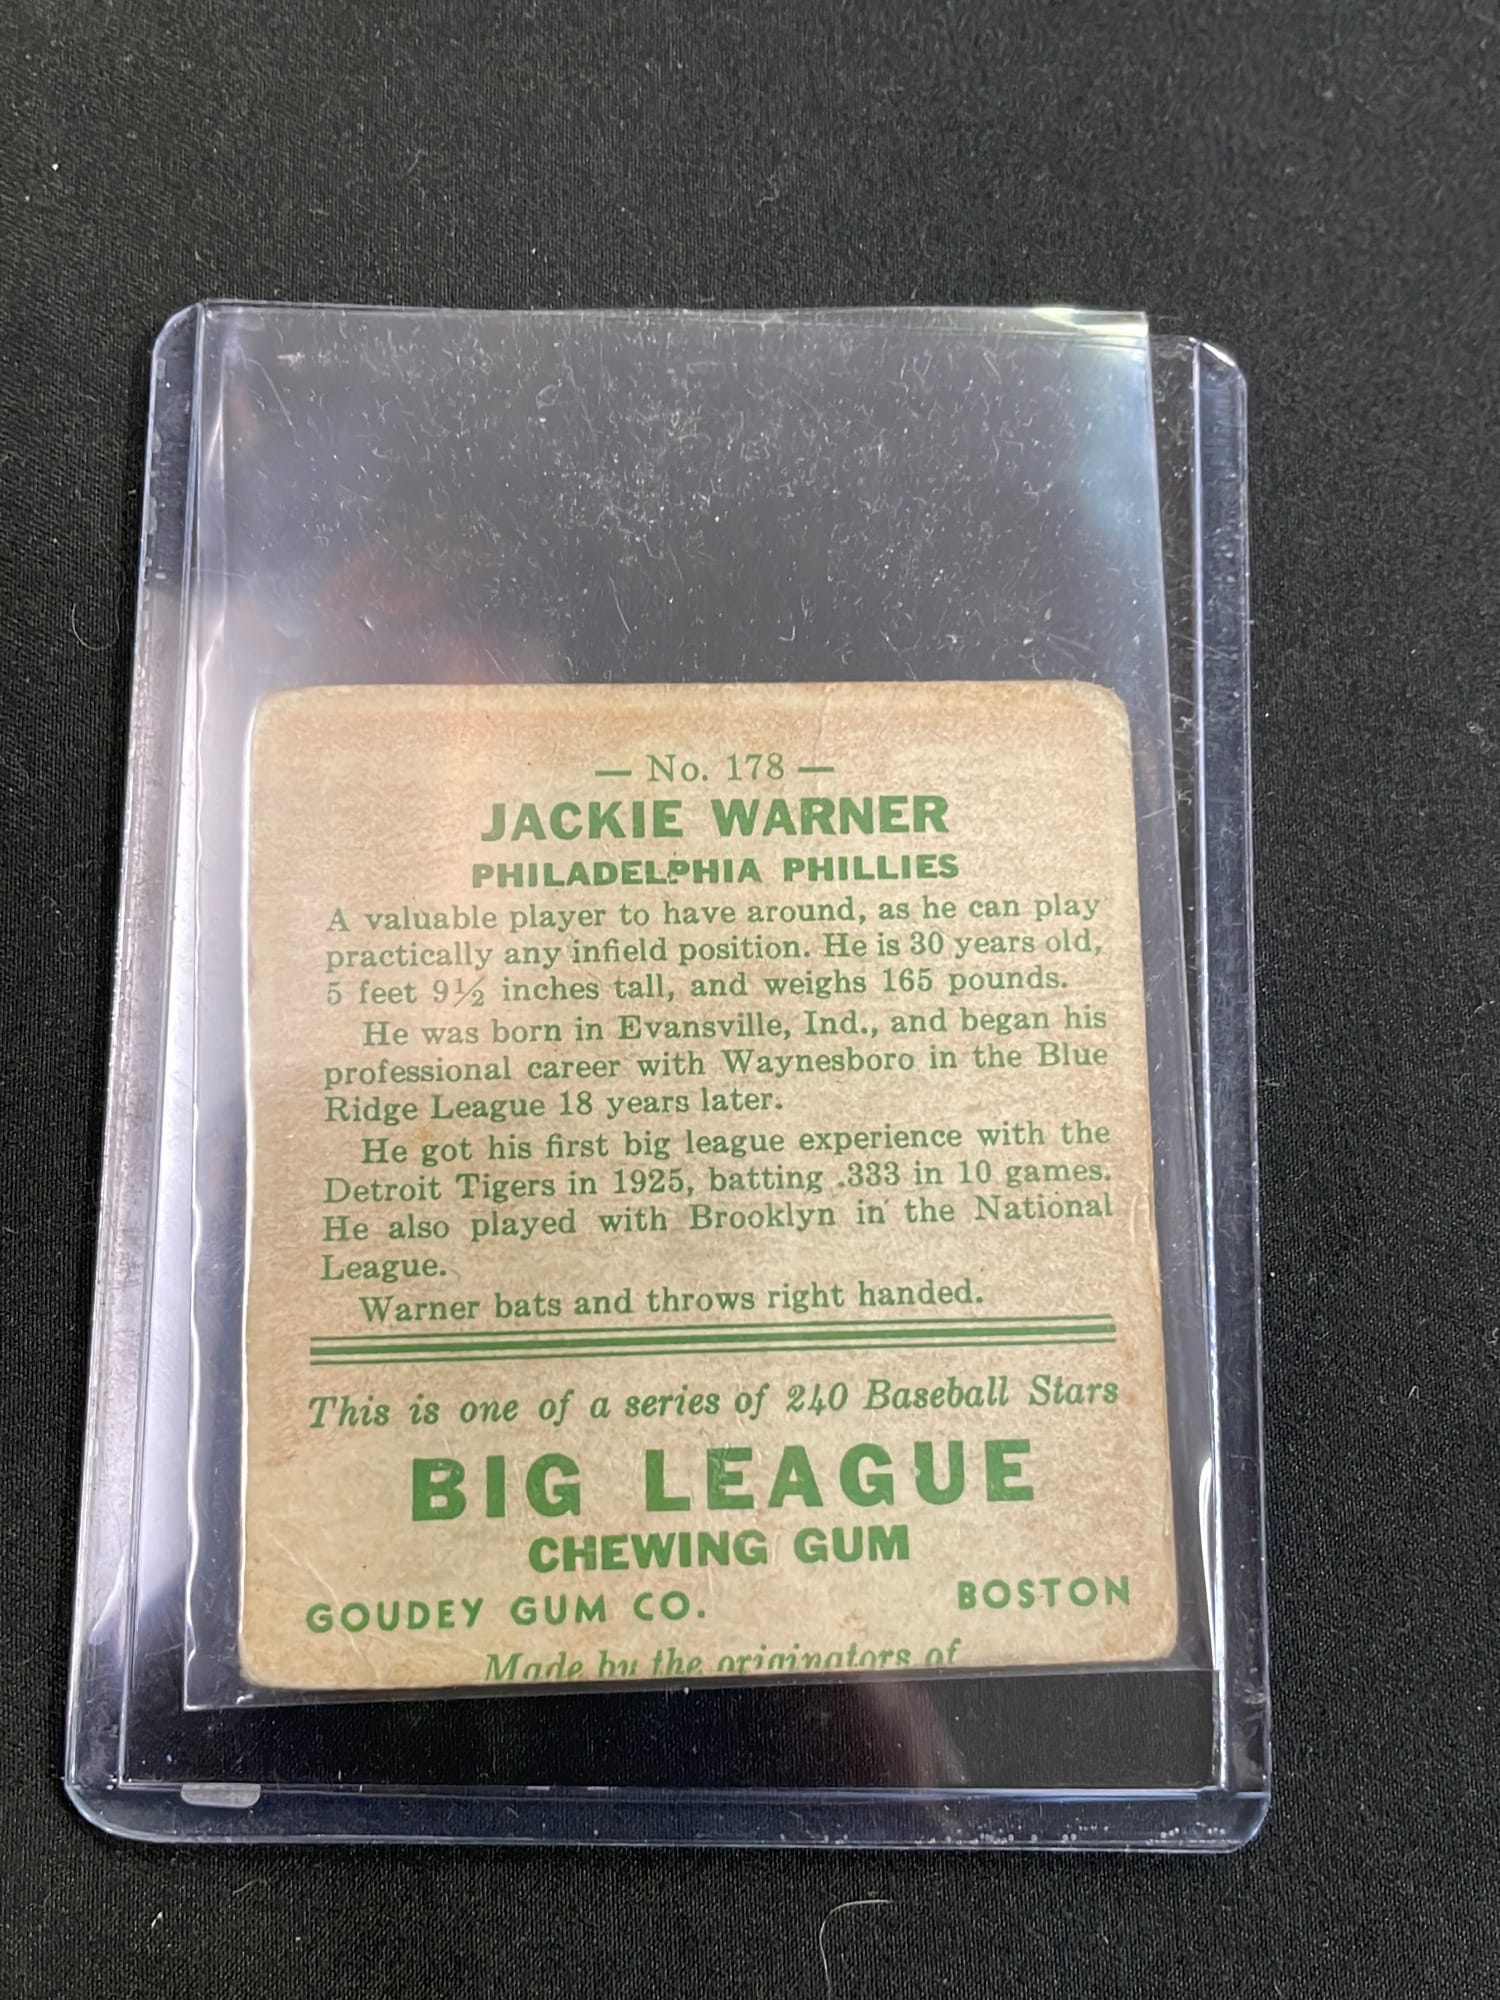 — No. 178 —
JACKIE WARNER
PHILADELPHIA PHILLIES
A valuable player to have around, as he can play
practically any infield position. He is 30 years old,
5 feet 9½ inches tall, and weighs 165 pounds.
He was born in Evansville, Ind., and began his
professional career with Waynesboro in the Blue
Ridge League 18 years later.
He got his first big league experience with the
Detroit Tigers in 1925, batting .333 in 10 games.
He also played with Brooklyn in the National
League.
Warner bats and throws right handed.
This is one of a series of 240 Baseball Stars
BIG LEAGUE
CHEWING GUM
GOUDEY GUM CO. BOSTON
Made by the originators of